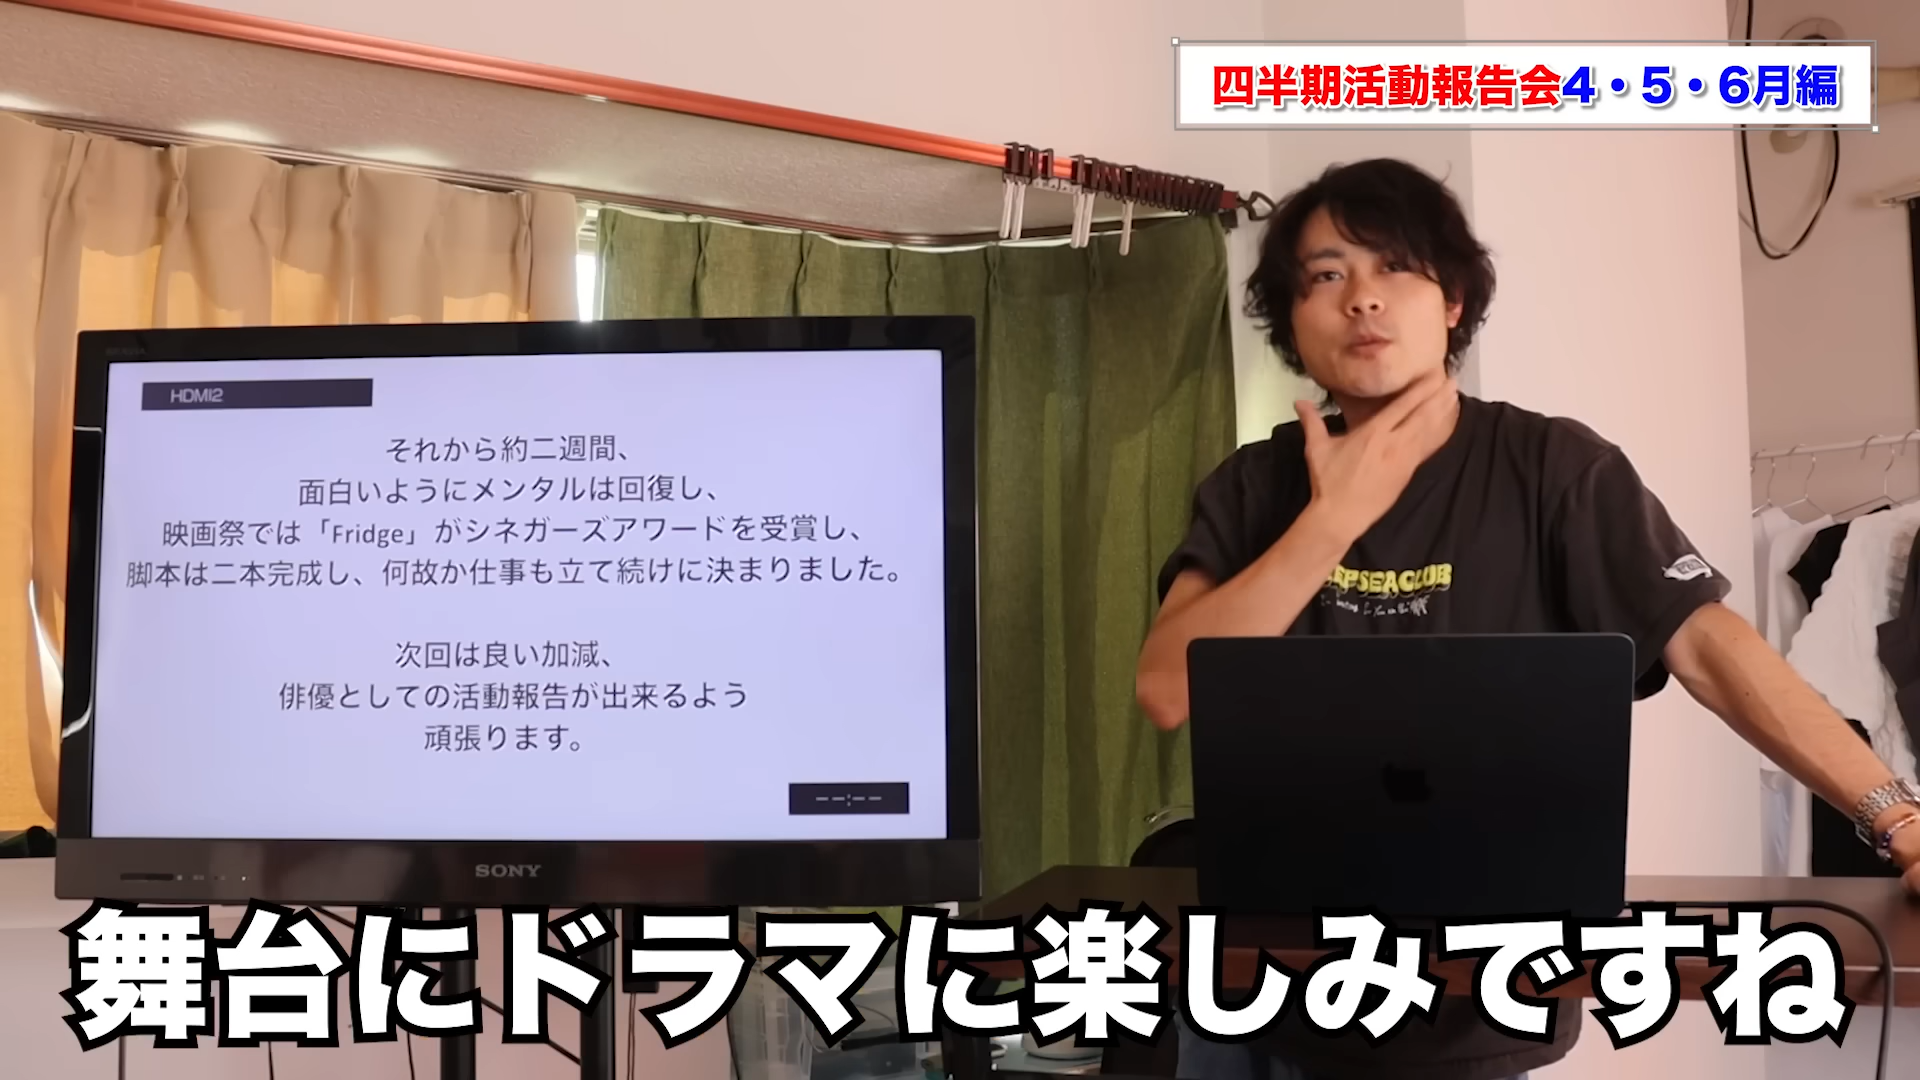 四半期活動報告会4・5・6月編
HDMI2
それから約二週間、
面白いようにメンタルは回復し、
映画祭では「Fridge」がシネガーズアワードを受賞し、
脚本は二本完成し、何故か仕事も立て続けに決まりました。
次回は良い加減、
俳優としての活動報告が出来るよう
頑張ります。
--:--
SONY
EPSEACLUB
舞台にドラマに楽しみですね